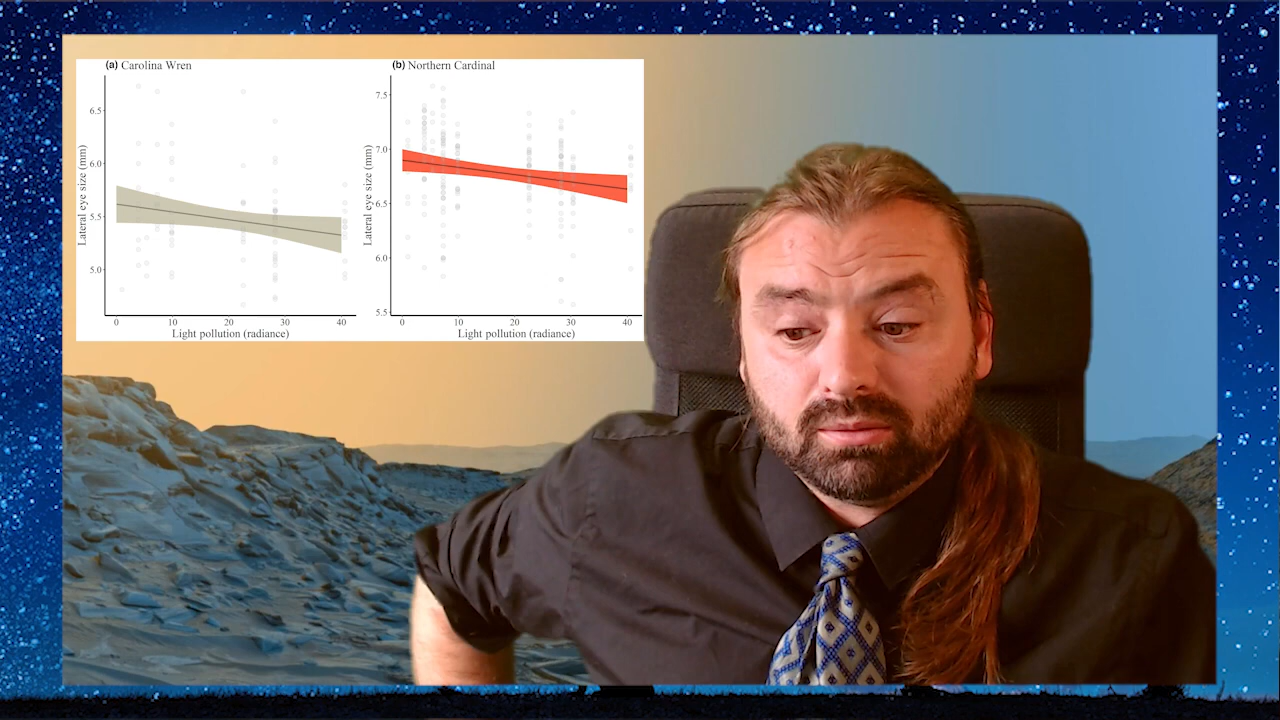 (a) Carolina Wren
6.5
6.0
5.5
5.0
Lateral eye size (mm)
0 10 20 30 40
Light pollution (radiance)
(b) Northern Cardinal
7.5
7.0
6.5
6.0
5.5
Lateral eye size (mm)
0 10 20 30 40
Light pollution (radiance)